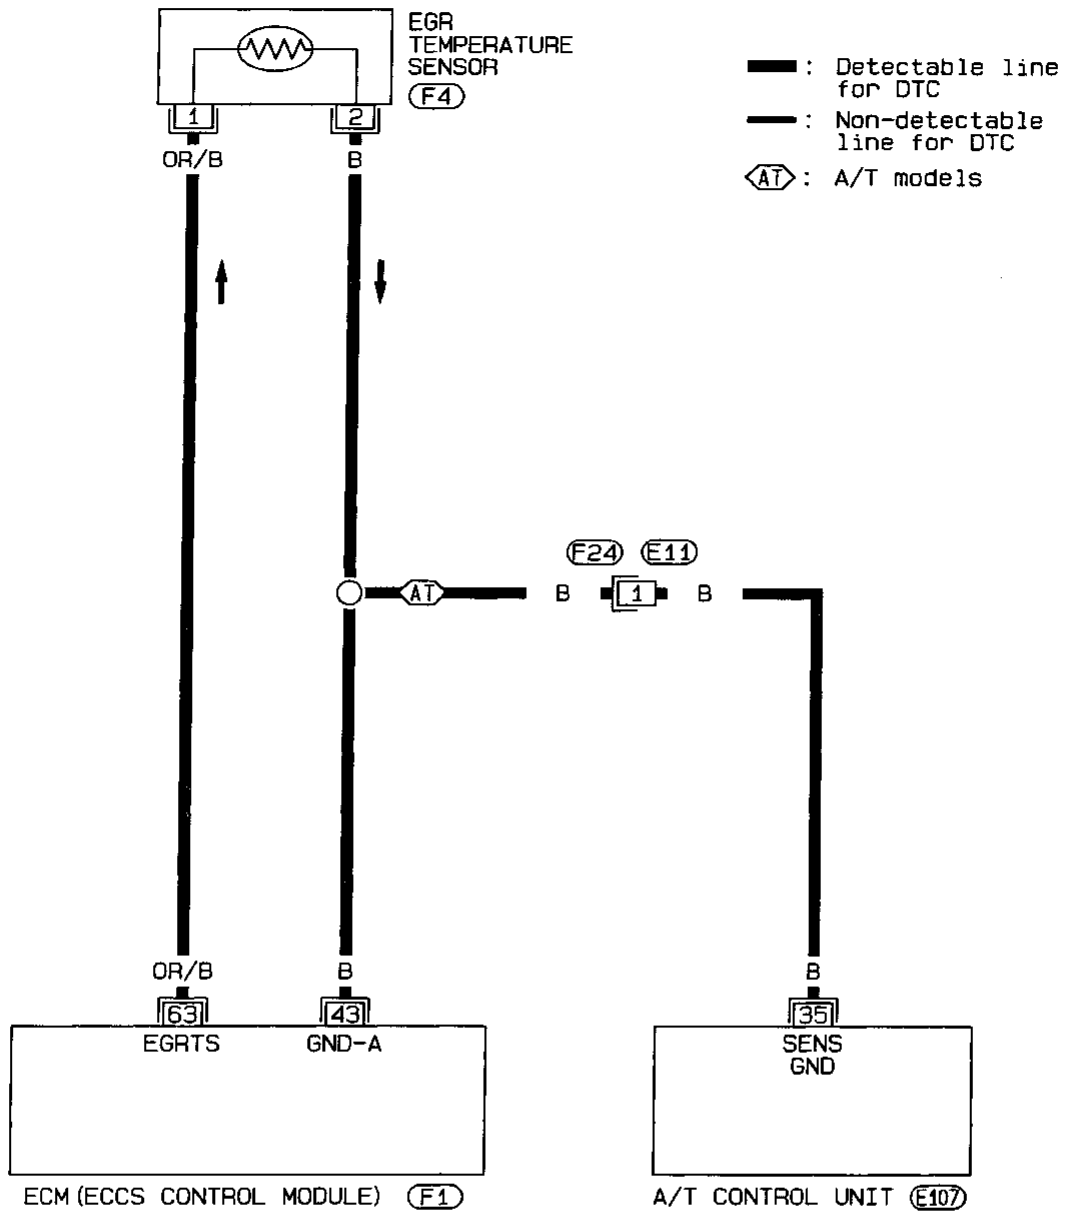 EGR
TEMPERATURE
SENSOR
F4
1
2
OR/B
B
: Detectable line
for DTC
: Non-detectable
line for DTC
AT : A/T models
F24
E11
AT
B
1
B
OR/B
B
B
63
43
35
EGRTS
GND-A
SENS
GND
ECM (ECCS CONTROL MODULE) F1
A/T CONTROL UNIT E107